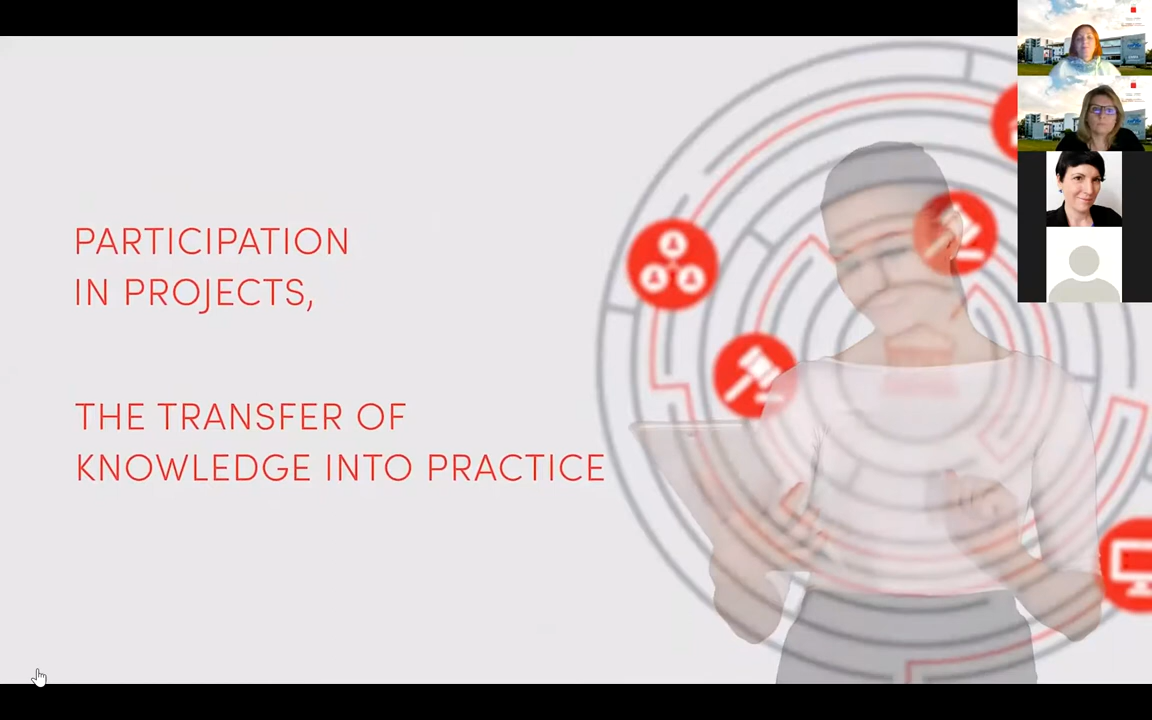 PARTICIPATION
IN PROJECTS,
THE TRANSFER OF
KNOWLEDGE INTO PRACTICE